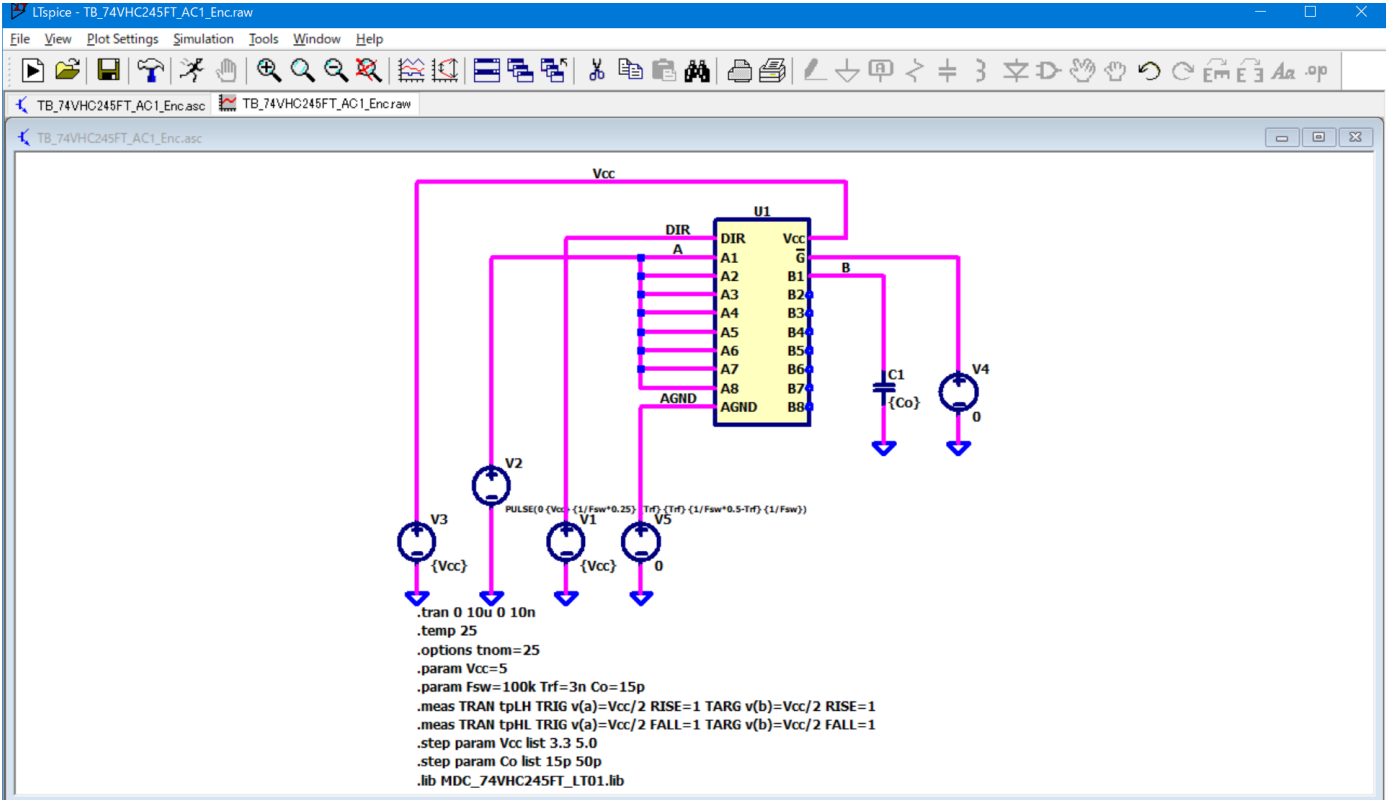 LTspice - TB_74VHC245FT_AC1_Enc.raw
File View Plot Settings Simulation Tools Window Help
Aa .op
TB_74VHC245FT_AC1_Enc.asc TB_74VHC245FT_AC1_Enc.raw
TB_74VHC245FT_AC1_Enc.asc
Vcc
U1
DIR
DIR Vcc
A
A1 G
A2 B1
B
A3 B2
A4 B3
A5 B4
A6 B5
A7 B6
A8 B7
AGND
AGND B8
C1
{Co}
V4
0
V2
PULSE(0 {Vcc} {1/Fsw*0.25} {Trf} {Trf} {1/Fsw*0.5-Trf} {1/Fsw})
V3 V1 V5
{Vcc} {Vcc} 0
.tran 0 10u 0 10n
.temp 25
.options tnom=25
.param Vcc=5
.param Fsw=100k Trf=3n Co=15p
.meas TRAN tpLH TRIG v(a)=Vcc/2 RISE=1 TARG v(b)=Vcc/2 RISE=1
.meas TRAN tpHL TRIG v(a)=Vcc/2 FALL=1 TARG v(b)=Vcc/2 FALL=1
.step param Vcc list 3.3 5.0
.step param Co list 15p 50p
.lib MDC_74VHC245FT_LT01.lib